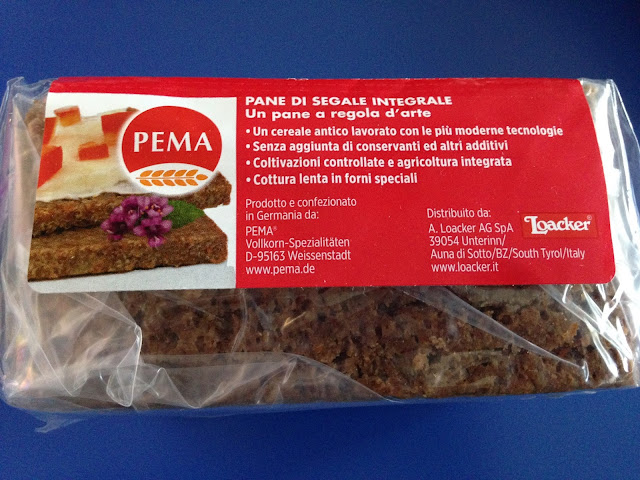 PEMA
PANE DI SEGALE INTEGRALE
Un pane a regola d'arte
• Un cereale antico lavorato con le più moderne tecnologie
• Senza aggiunta di conservanti ed altri additivi
• Coltivazioni controllate e agricoltura integrata
• Cottura lenta in forni speciali
Prodotto e confezionato
in Germania da:
PEMA®
Vollkorn-Spezialitäten
D-95163 Weissenstadt
www.pema.de
Distribuito da:
A. Loacker AG SpA
39054 Unterinn/
Auna di Sotto/BZ/South Tyrol/Italy
www.loacker.it
Loacker